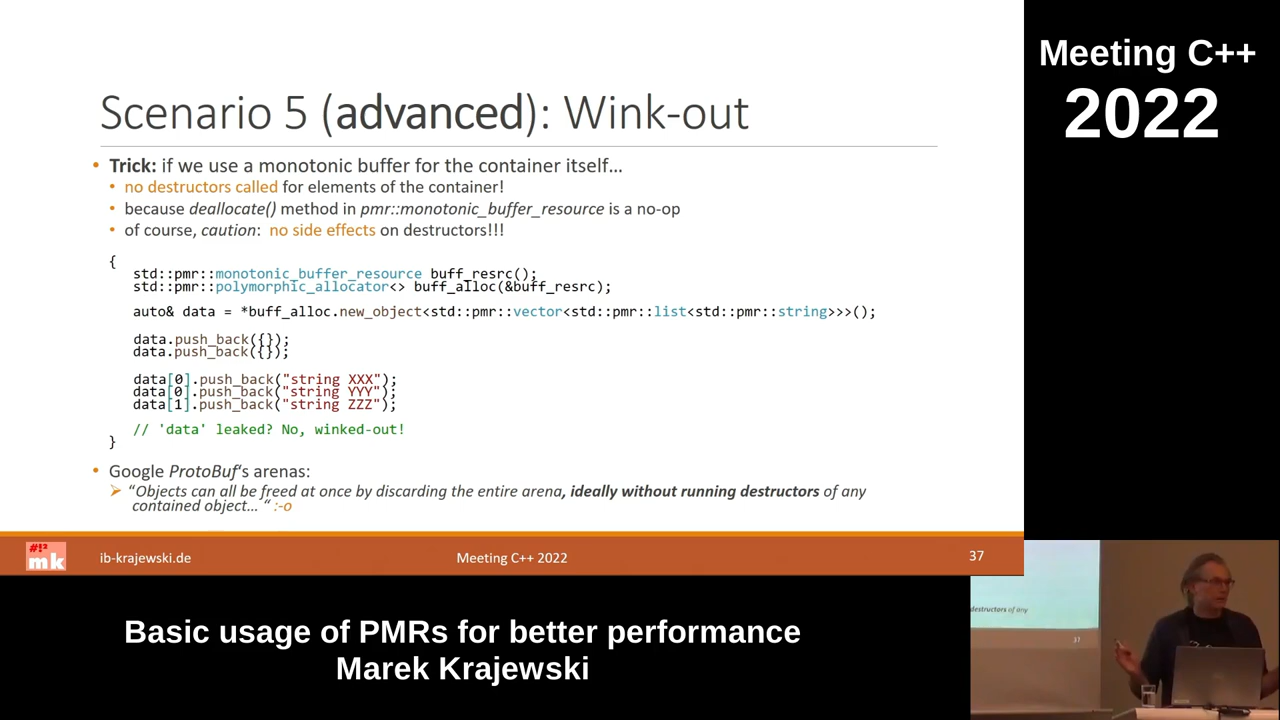 Scenario 5 (advanced): Wink-out
• Trick: if we use a monotonic buffer for the container itself…
• no destructors called for elements of the container!
• because deallocate() method in pmr::monotonic_buffer_resource is a no-op
• of course, caution: no side effects on destructors!!!
{
std::pmr::monotonic_buffer_resource buff_resrc();
std::pmr::polymorphic_allocator<> buff_alloc(&buff_resrc);
auto& data = *buff_alloc.new_object<std::pmr::vector<std::pmr::list<std::pmr::string>>>();
data.push_back({});
data.push_back({});
data[0].push_back("string XXX");
data[0].push_back("string YYY");
data[1].push_back("string ZZZ");
// 'data' leaked? No, winked-out!
}
• Google ProtoBuf‘s arenas:
➢ “Objects can all be freed at once by discarding the entire arena, ideally without running destructors of any
contained object… “ :-o
#!²
mk
ib-krajewski.de
Meeting C++ 2022
37
Meeting C++
2022
destructors of any
37
Basic usage of PMRs for better performance
Marek Krajewski